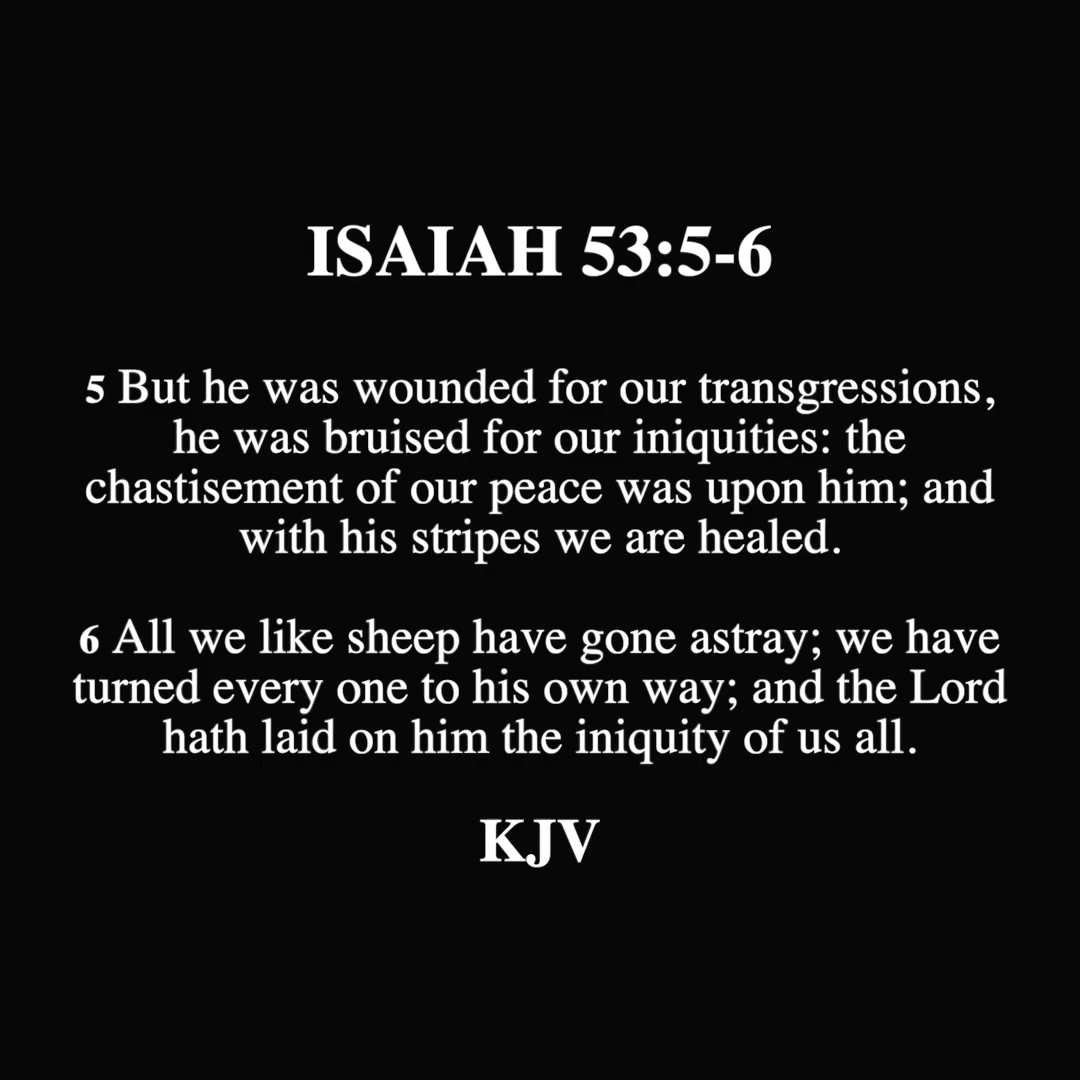 ISAIAH 53:5-6
5 But he was wounded for our transgressions,
he was bruised for our iniquities: the
chastisement of our peace was upon him; and
with his stripes we are healed.
6 All we like sheep have gone astray; we have
turned every one to his own way; and the Lord
hath laid on him the iniquity of us all.
KJV